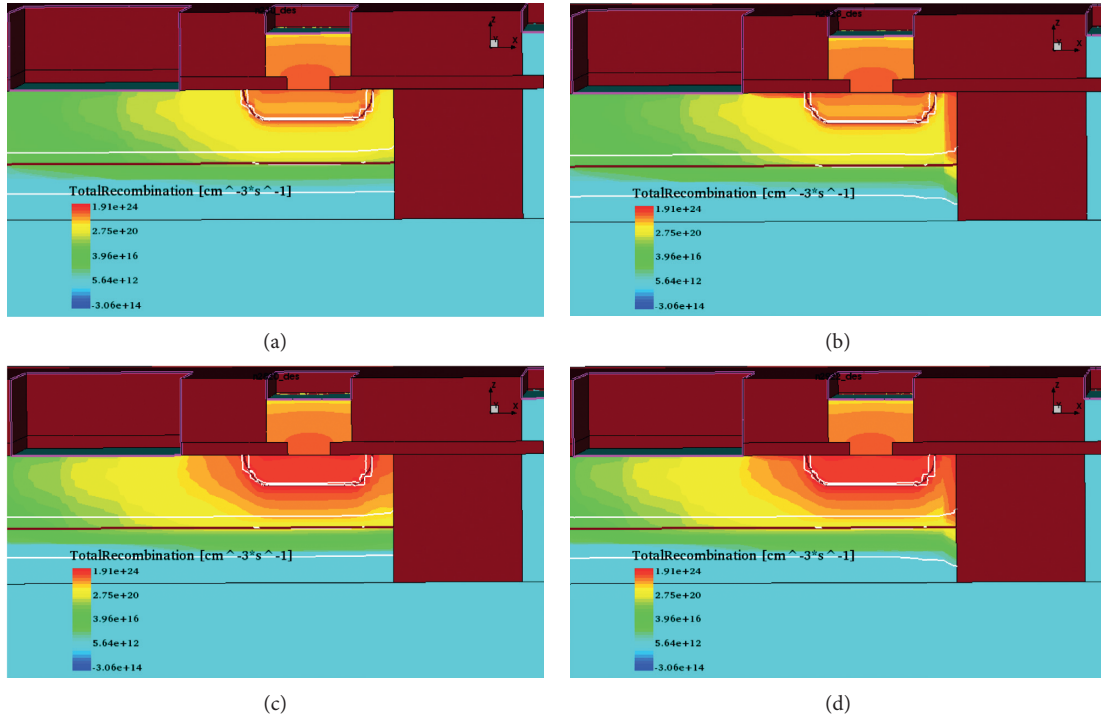 Z
Y
X
TotalRecombination [cm^-3*s^-1]
1.91e+24
2.75e+20
3.96e+16
5.64e+12
-3.06e+14
(a)
Z
Y
X
TotalRecombination [cm^-3*s^-1]
1.91e+24
2.75e+20
3.96e+16
5.64e+12
-3.06e+14
(b)
Z
Y
X
TotalRecombination [cm^-3*s^-1]
1.91e+24
2.75e+20
3.96e+16
5.64e+12
-3.06e+14
(c)
Z
Y
X
TotalRecombination [cm^-3*s^-1]
1.91e+24
2.75e+20
3.96e+16
5.64e+12
-3.06e+14
(d)